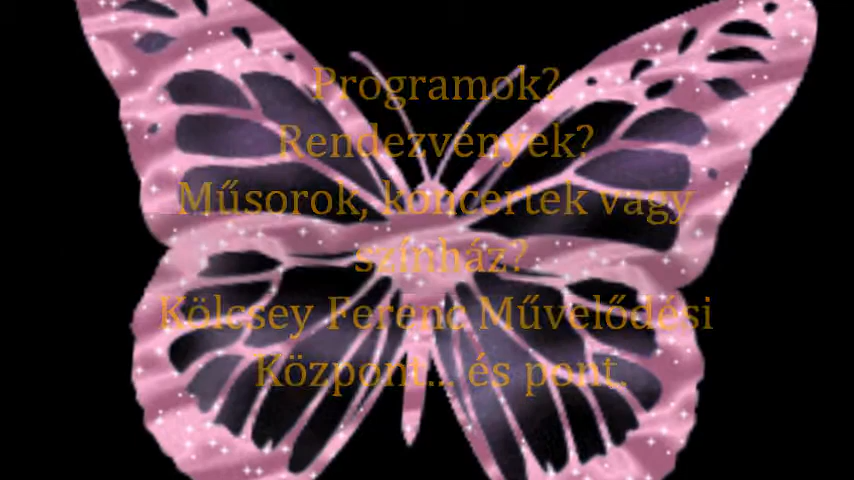 Programok?
Rendezvények?
Műsorok, koncertek vagy
színház?
Kölcsey Ferenc Művelődési
Központ... és pont.